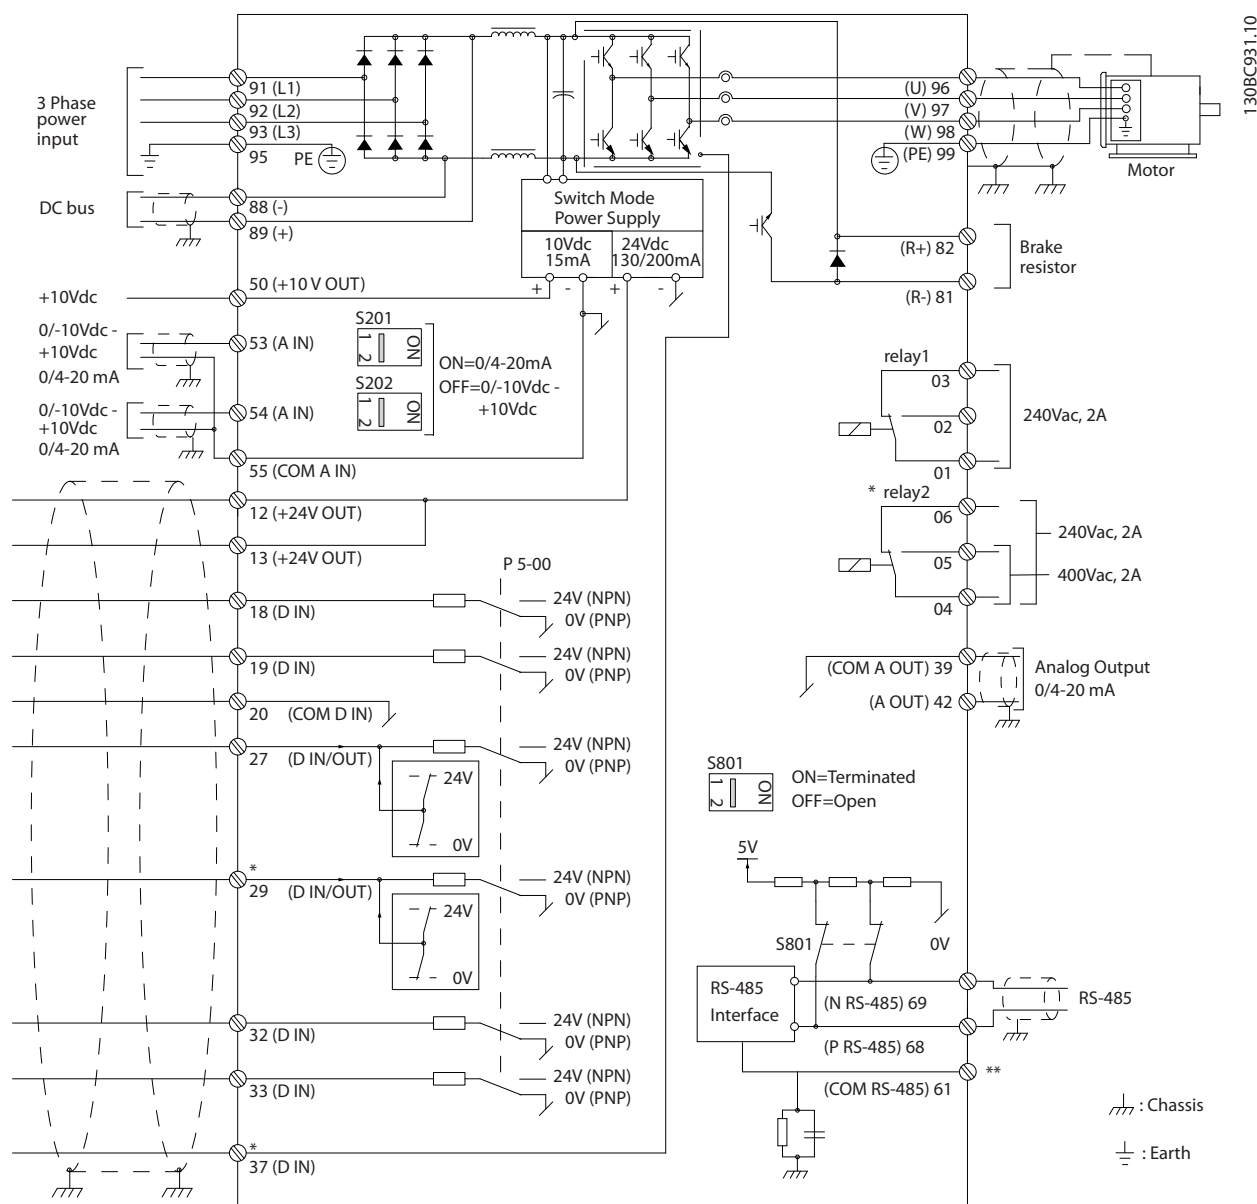 130BC931.10
3 Phase
power
input
91 (L1)
92 (L2)
93 (L3)
95
PE
DC bus
88 (-)
89 (+)
Switch Mode
Power Supply
10Vdc
15mA
24Vdc
130/200mA
+
-
+
-
(U) 96
(V) 97
(W) 98
(PE) 99
Motor
(R+) 82
(R-) 81
Brake
resistor
+10Vdc
50 (+10 V OUT)
0/-10Vdc -
+10Vdc
0/4-20 mA
53 (A IN)
0/-10Vdc -
+10Vdc
0/4-20 mA
54 (A IN)
55 (COM A IN)
S201
1
2
ON
S202
1
2
ON
ON=0/4-20mA
OFF=0/-10Vdc -
+10Vdc
relay1
03
02
01
240Vac, 2A
* relay2
06
05
04
240Vac, 2A
400Vac, 2A
12 (+24V OUT)
13 (+24V OUT)
P 5-00
18 (D IN)
24V (NPN)
0V (PNP)
19 (D IN)
24V (NPN)
0V (PNP)
20 (COM D IN)
27 (D IN/OUT)
24V (NPN)
0V (PNP)
24V
0V
*
29 (D IN/OUT)
24V (NPN)
0V (PNP)
24V
0V
32 (D IN)
24V (NPN)
0V (PNP)
33 (D IN)
24V (NPN)
0V (PNP)
*
37 (D IN)
(COM A OUT) 39
(A OUT) 42
Analog Output
0/4-20 mA
S801
1
2
ON
ON=Terminated
OFF=Open
5V
S801
0V
RS-485
Interface
(N RS-485) 69
(P RS-485) 68
(COM RS-485) 61
RS-485
**
: Chassis
: Earth